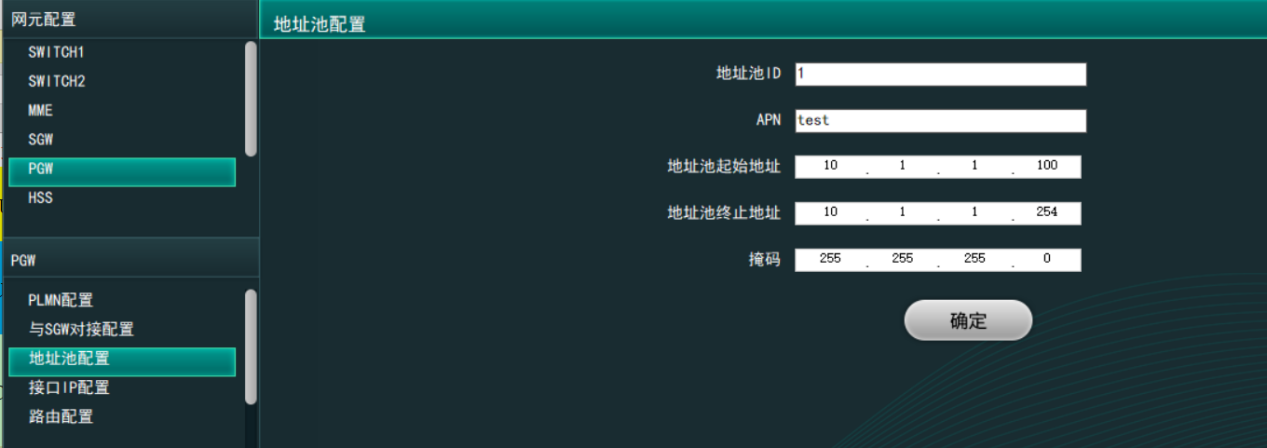 网元配置
SWITCH1
SWITCH2
MME
SGW
PGW
HSS
PGW
PLMN配置
与SGW对接配置
地址池配置
接口IP配置
路由配置
地址池配置
地址池ID 1
APN test
地址池起始地址 10 . 1 . 1 . 100
地址池终止地址 10 . 1 . 1 . 254
掩码 255 . 255 . 255 . 0
确定